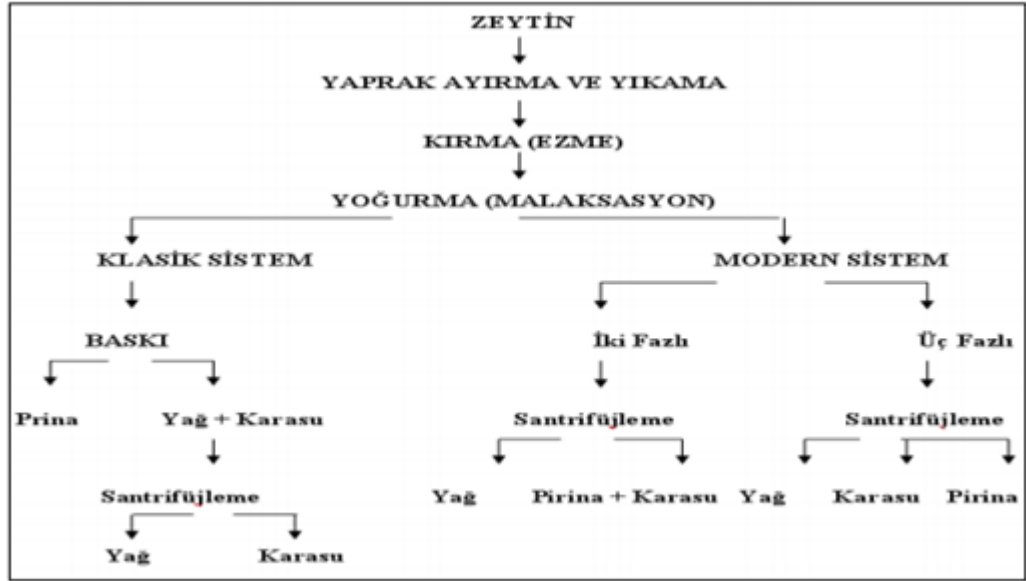 ZEYTİN
YAPRAK AYIRMA VE YIKAMA
KIRMA (EZME)
YOĞURMA (MALAKSASYON)
KLASİK SİSTEM
MODERN SİSTEM
BASKI
İki Fazlı
Üç Fazlı
Prina
Yağ + Karasu
Santrifüjleme
Santrifüjleme
Santrifüjleme
Yağ
Pirina + Karasu
Yağ
Karasu
Pirina
Yağ
Karasu